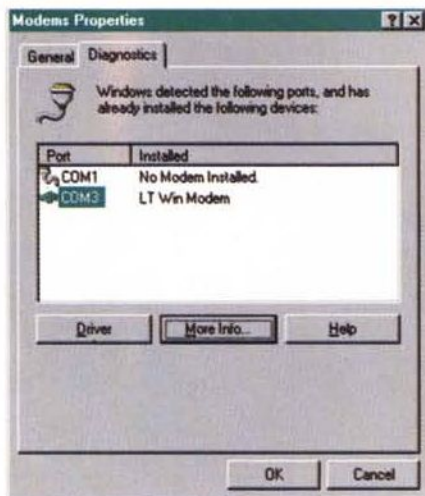 Modems Properties
General Diagnostics
Windows detected the following ports, and has
already installed the following devices:
Port Installed
COM1 No Modem Installed.
COM3 LT Win Modem
Driver More Info... Help
OK Cancel